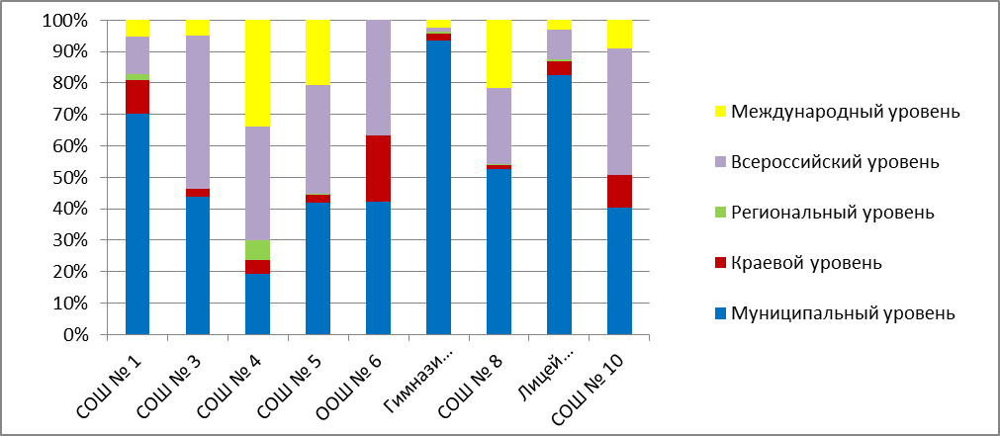 100%
90%
80%
70%
60%
50%
40%
30%
20%
10%
0%
СОШ № 1
СОШ № 3
СОШ № 4
СОШ № 5
ООШ № 6
Гимнази...
СОШ № 8
Лицей...
СОШ № 10
Международный уровень
Всероссийский уровень
Региональный уровень
Краевой уровень
Муниципальный уровень